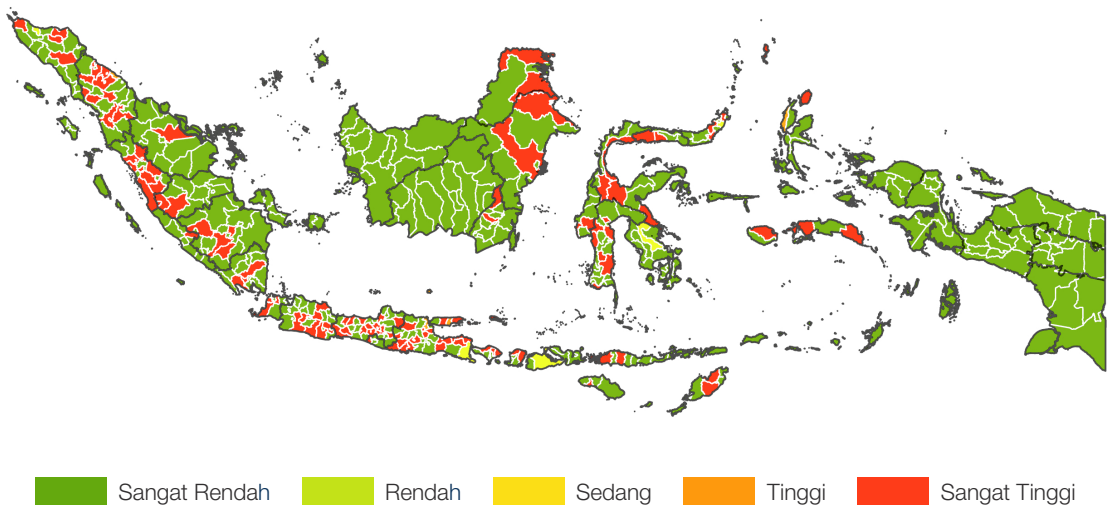 Sangat Rendah
Rendah
Sedang
Tinggi
Sangat Tinggi